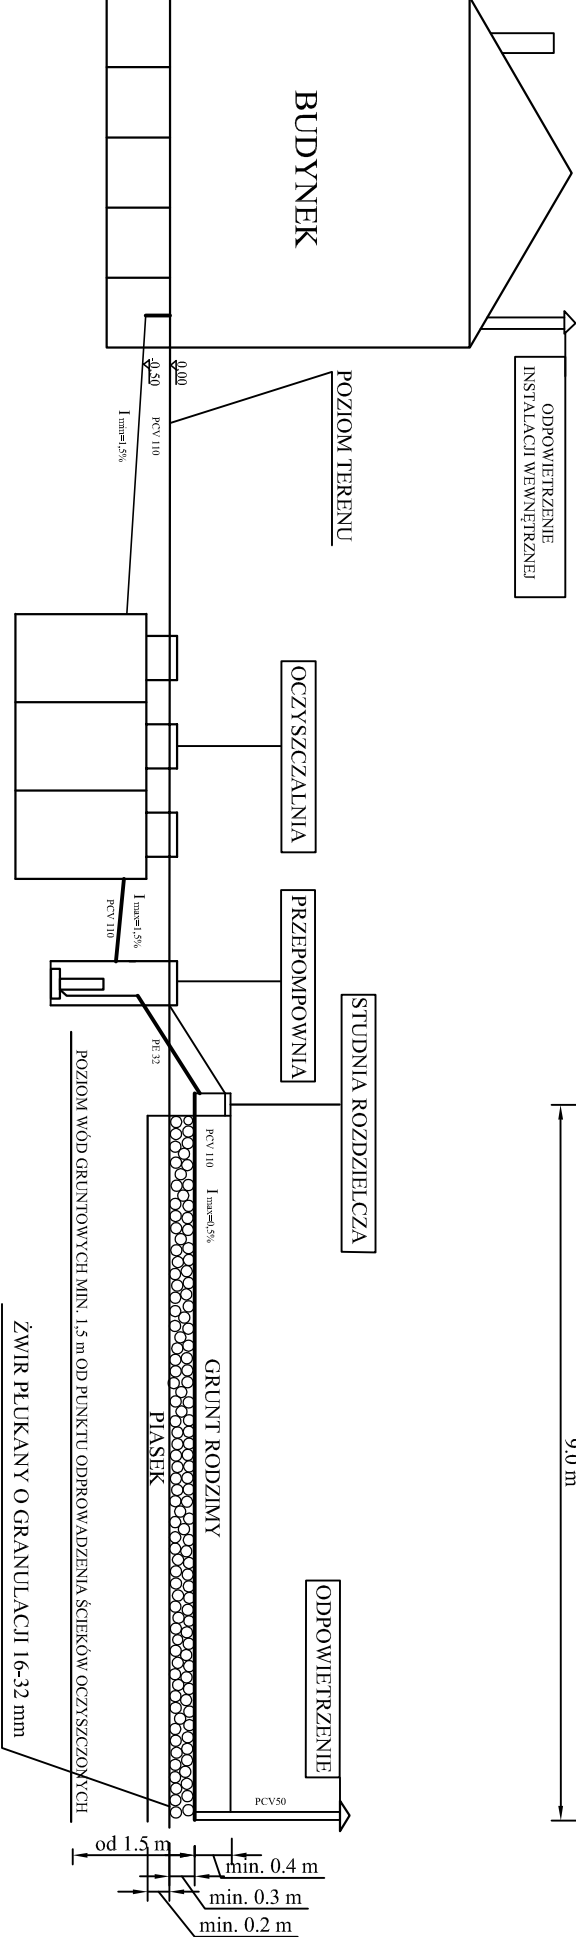 BUDYNEK
ODPOWIETRZENIE
INSTALACJI WEWNĘTRZNEJ
POZIOM TERENU
0,00
-0,50
PCV 110
I min=1,5%
OCZYSZCZALNIA
PRZEPOMPOWNIA
STUDNIA ROZDZIELCZA
I max=1,5%
PCV 110
PE 32
PCV 110
I max=0,5%
9.0 m
GRUNT RODZIMY
PIASEK
POZIOM WÓD GRUNTOWYCH MIN. 1,5 m OD PUNKTU ODPROWADZENIA ŚCIEKÓW OCZYSZCZONYCH
ŻWIR PŁUKANY O GRANULACJI 16-32 mm
ODPOWIETRZENIE
PCV50
od 1.5 m
min. 0.4 m
min. 0.3 m
min. 0.2 m